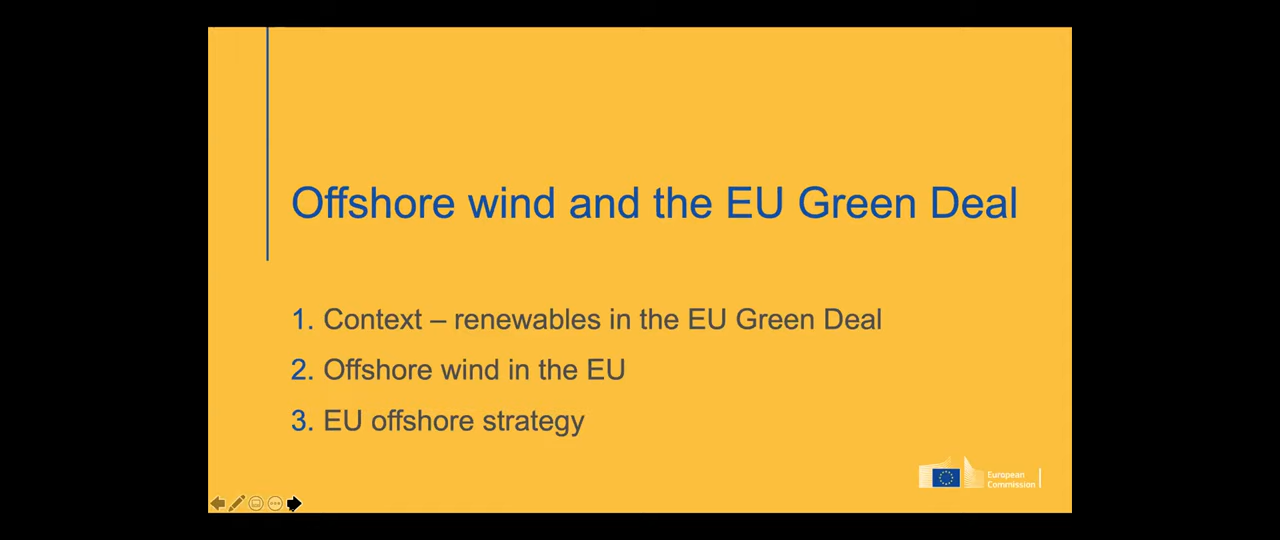 Offshore wind and the EU Green Deal
1. Context – renewables in the EU Green Deal
2. Offshore wind in the EU
3. EU offshore strategy
European
Commission